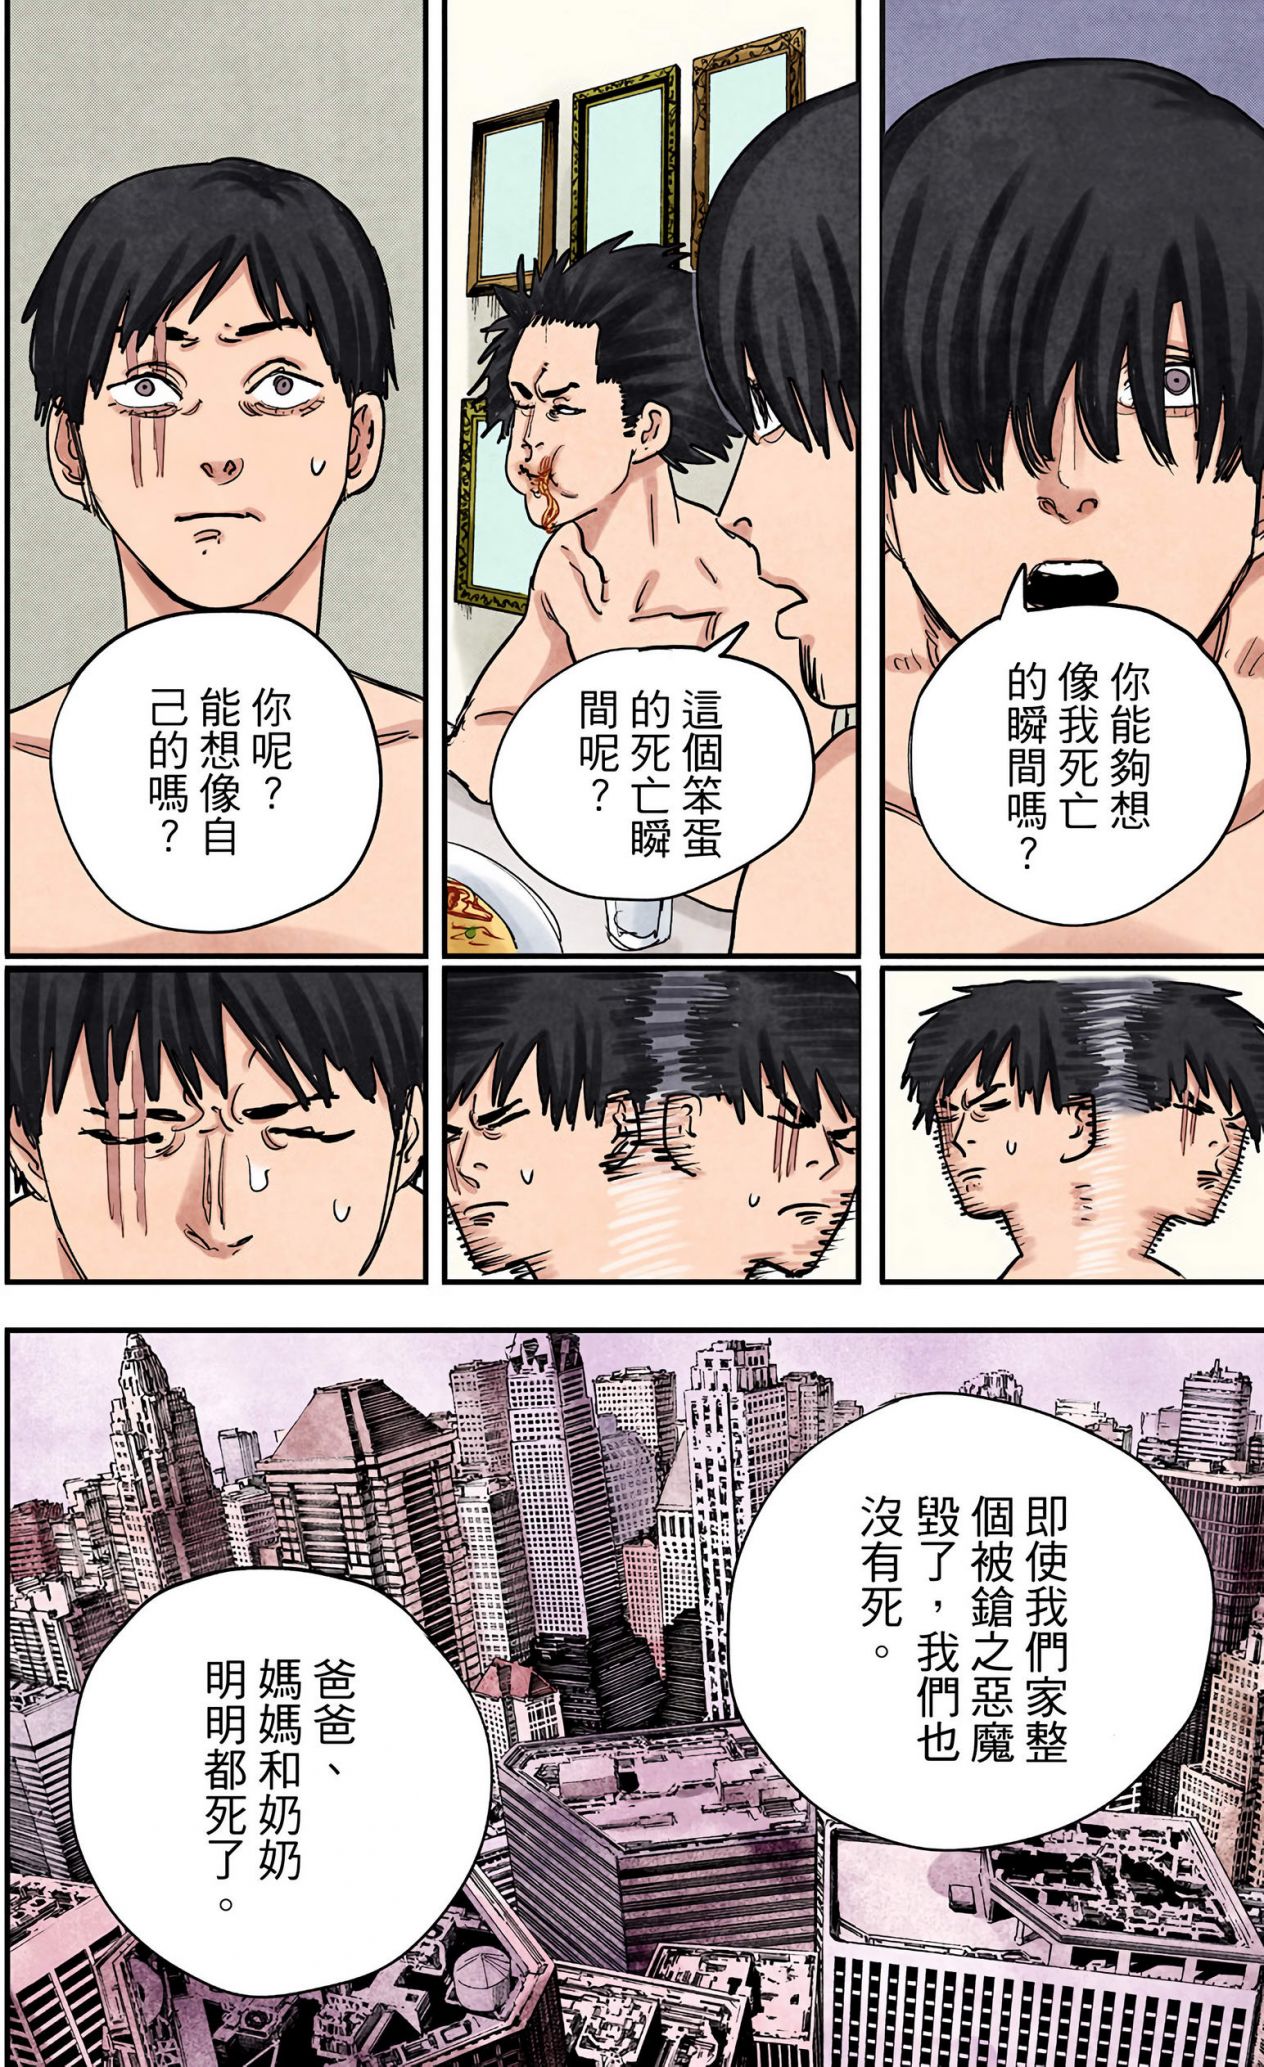 你能夠想
像我死亡
的瞬間嗎？
這個笨蛋
的死亡瞬
間呢？
你呢？
能想像自
己的嗎？
即使我們家整
個被鎗之惡魔
毀了，我們也
沒有死。
爸爸、
媽媽和奶奶
明明都死了。